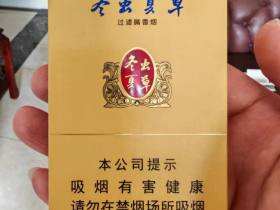 冬虫夏草
过滤嘴香烟
冬虫
夏草
本公司提示
吸烟有害健康
请勿在禁烟场所吸烟